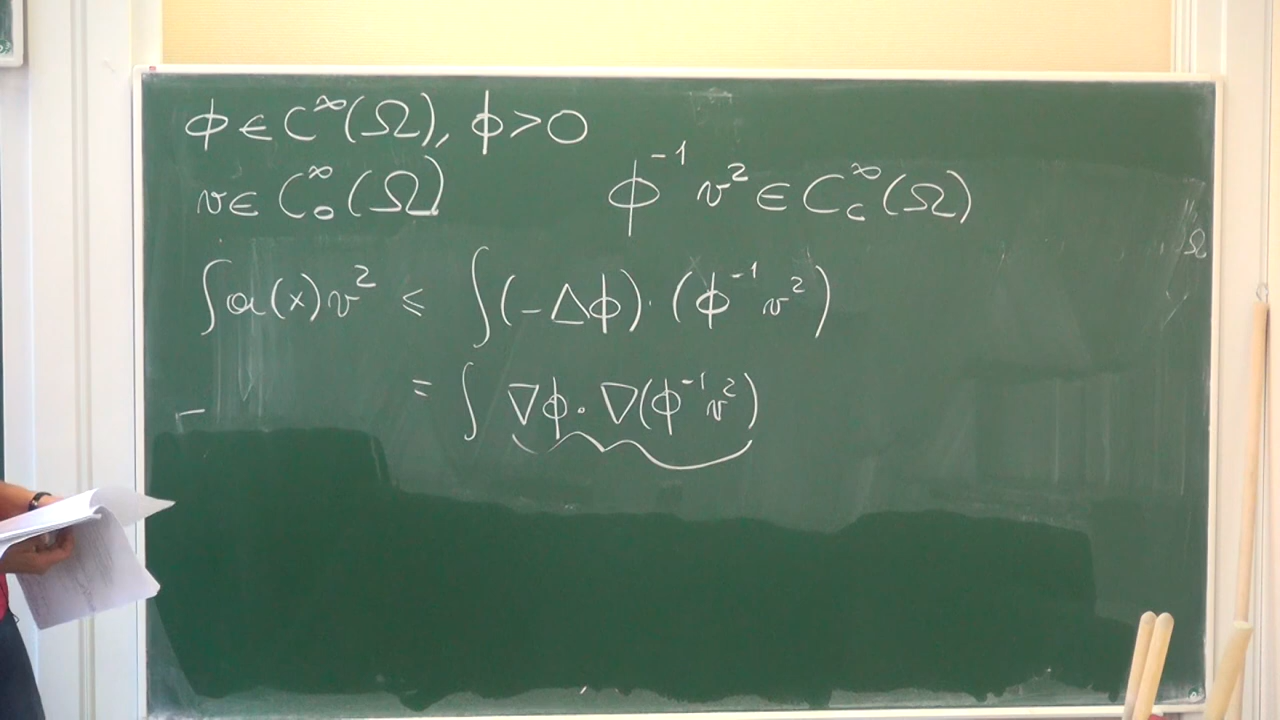 ϕ ∈ C^∞(Ω), ϕ > 0
v ∈ C_0^∞(Ω) ϕ^{-1} v^2 ∈ C_c^∞(Ω)
Ω
∫ a(x) v^2 ≤ ∫ (-Δϕ) · (ϕ^{-1} v^2)
= ∫ ∇ϕ · ∇(ϕ^{-1} v^2)